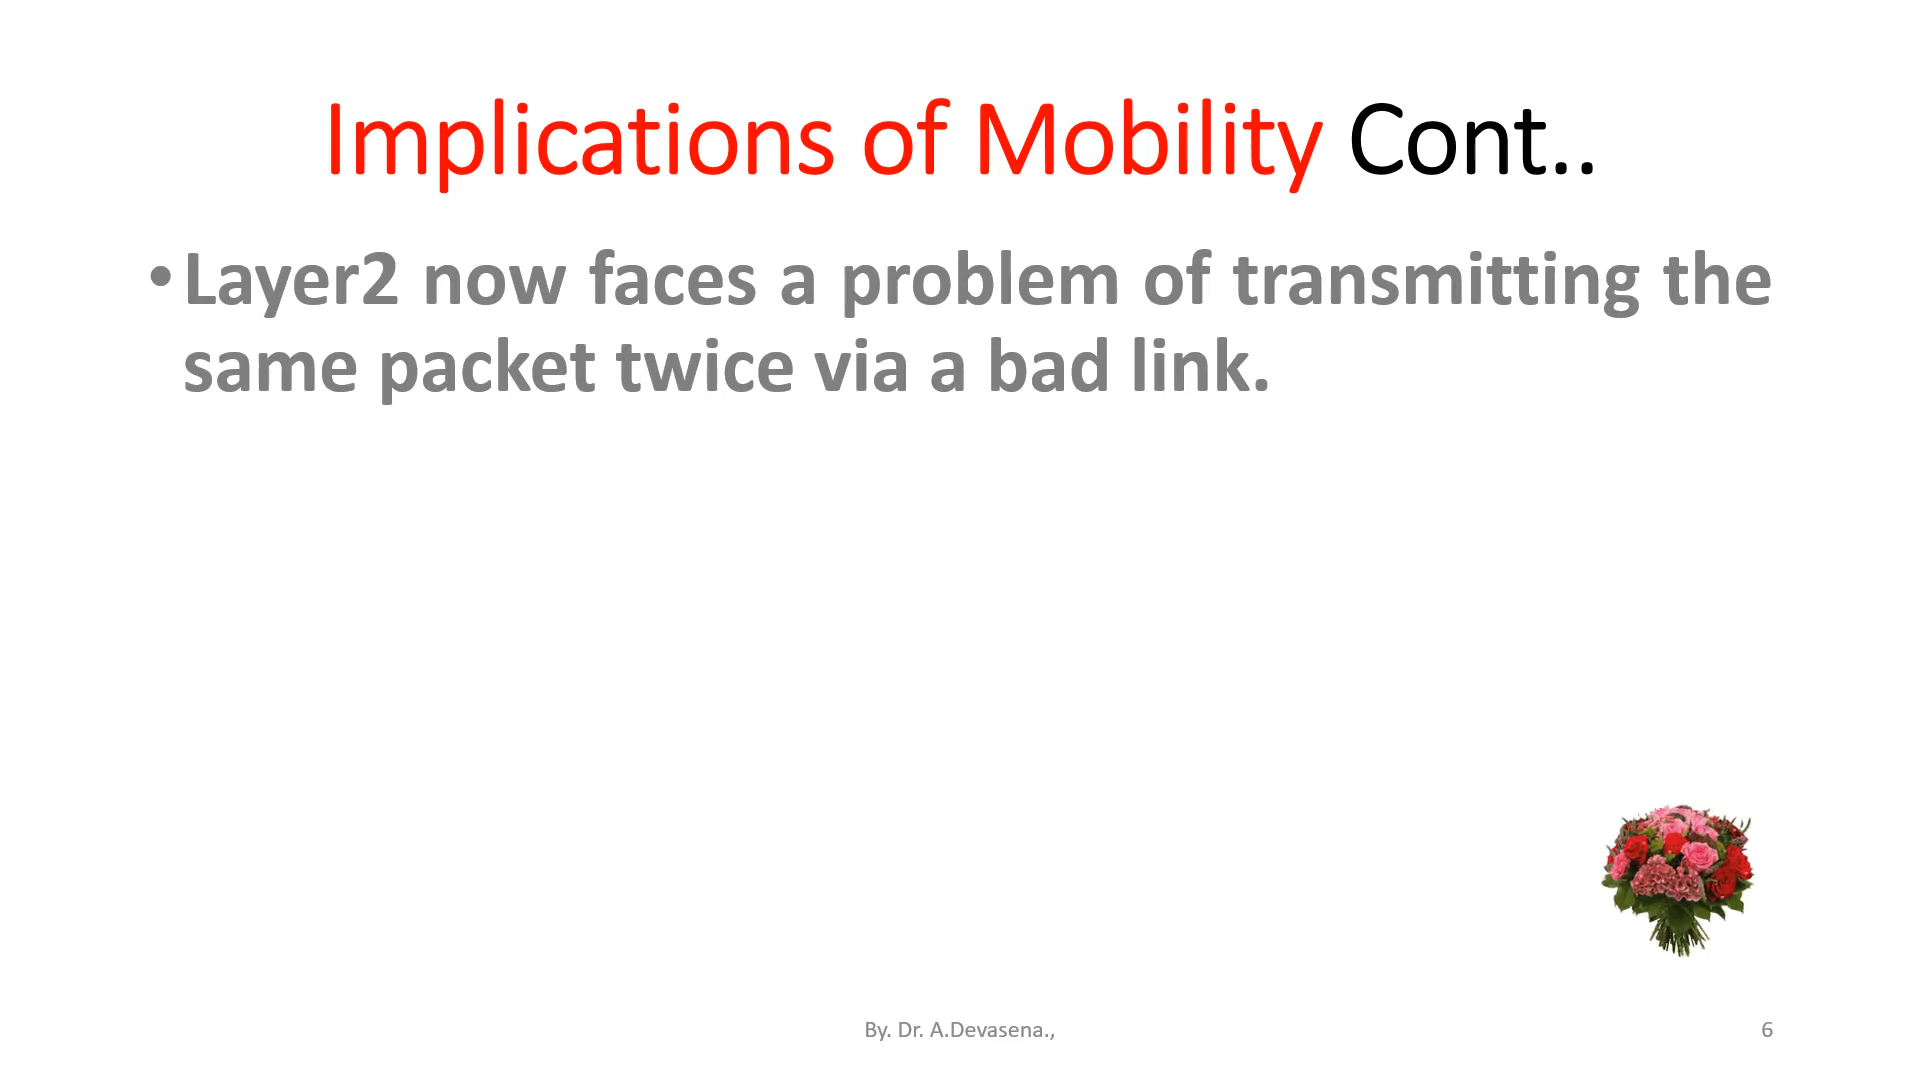 Implications of Mobility Cont..
•Layer2 now faces a problem of transmitting the
same packet twice via a bad link.
By. Dr. A.Devasena.,
6